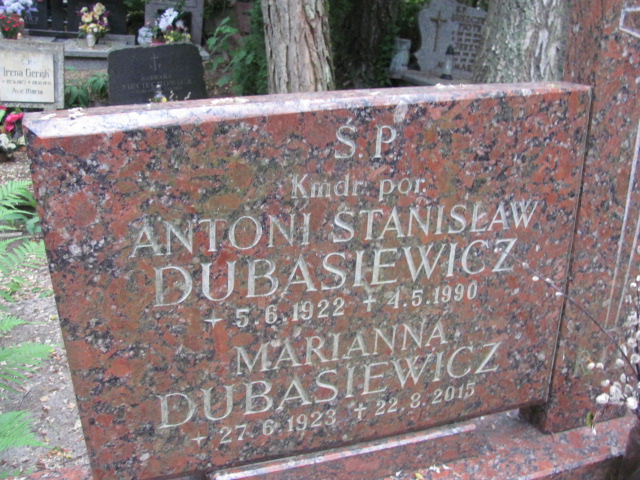 Ś.P.
Kmdr. por.
ANTONI STANISŁAW
DUBASIEWICZ
+ 5.6.1922 + 4.5.1990
MARIANNA
DUBASIEWICZ
+ 27.6.1923 + 22.8.2015
Irena